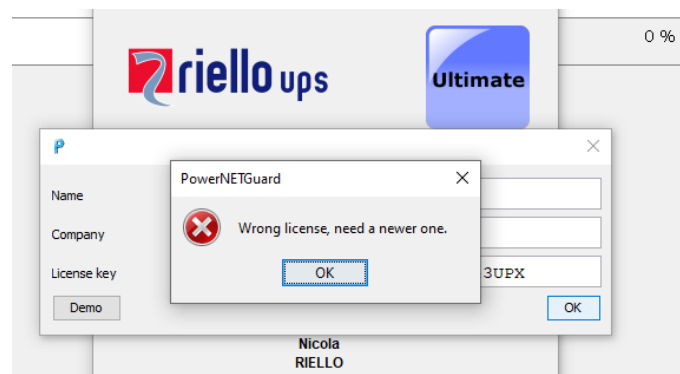 0 %
riello ups
Ultimate
PowerNETGuard
Name
Wrong license, need a newer one.
Company
OK
License key
3UPX
Demo
OK
Nicola
RIELLO